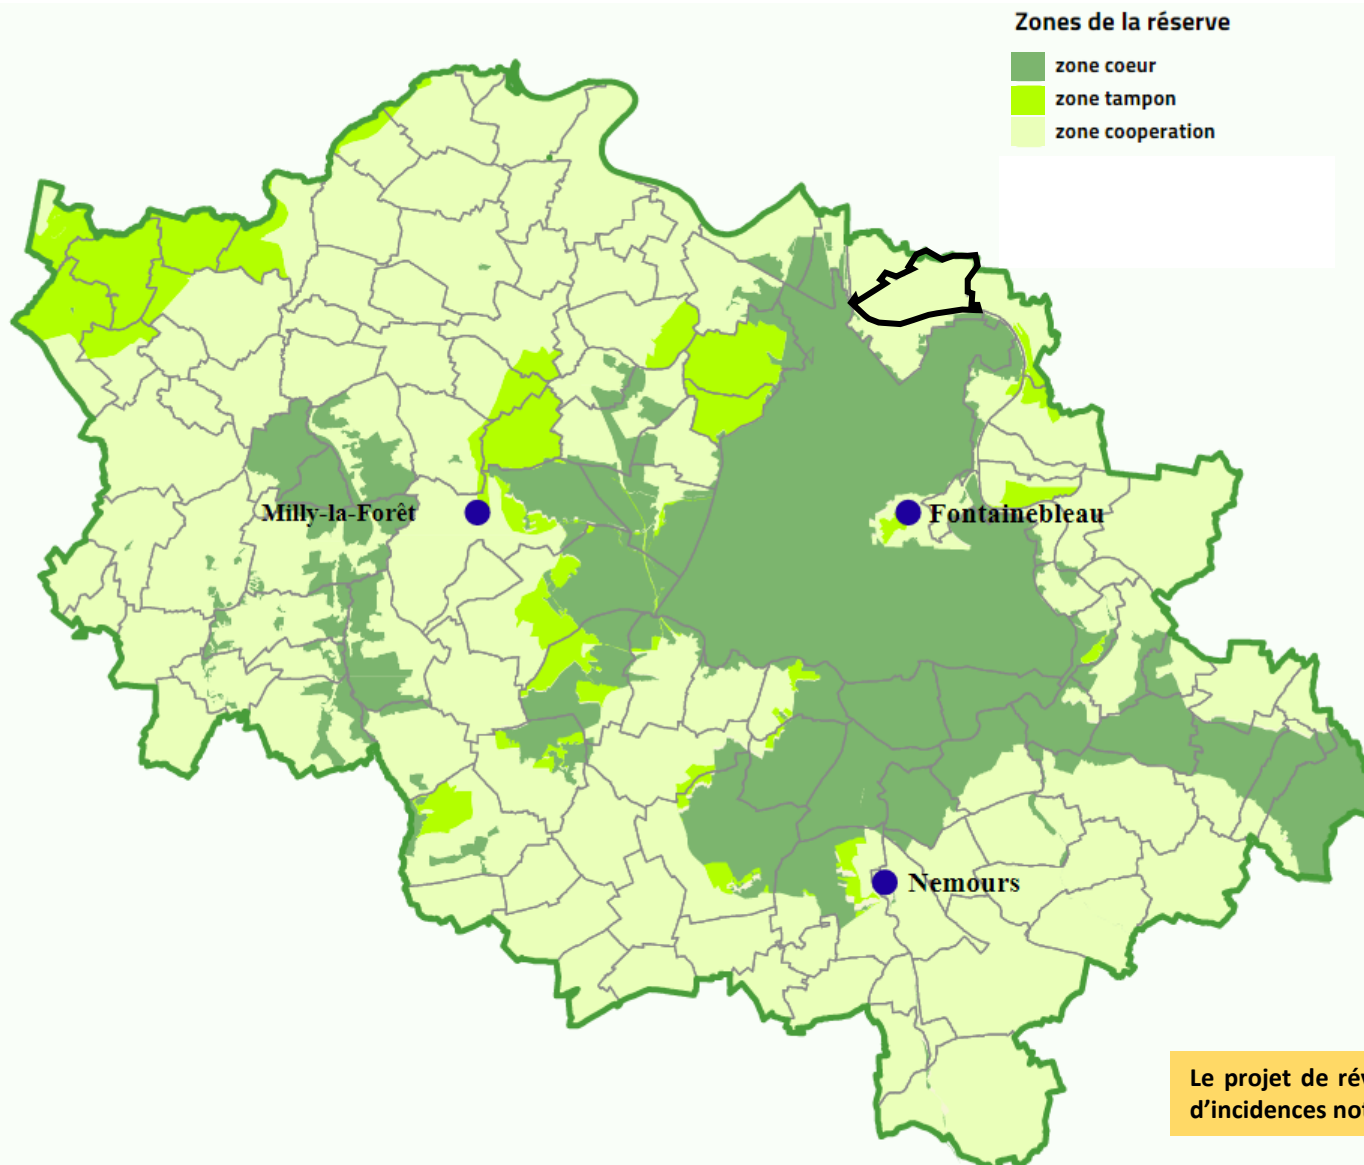 Zones de la réserve
zone coeur
zone tampon
zone cooperation
Milly-la-Forêt
Fontainebleau
Nemours
Le projet de rév
d'incidences not